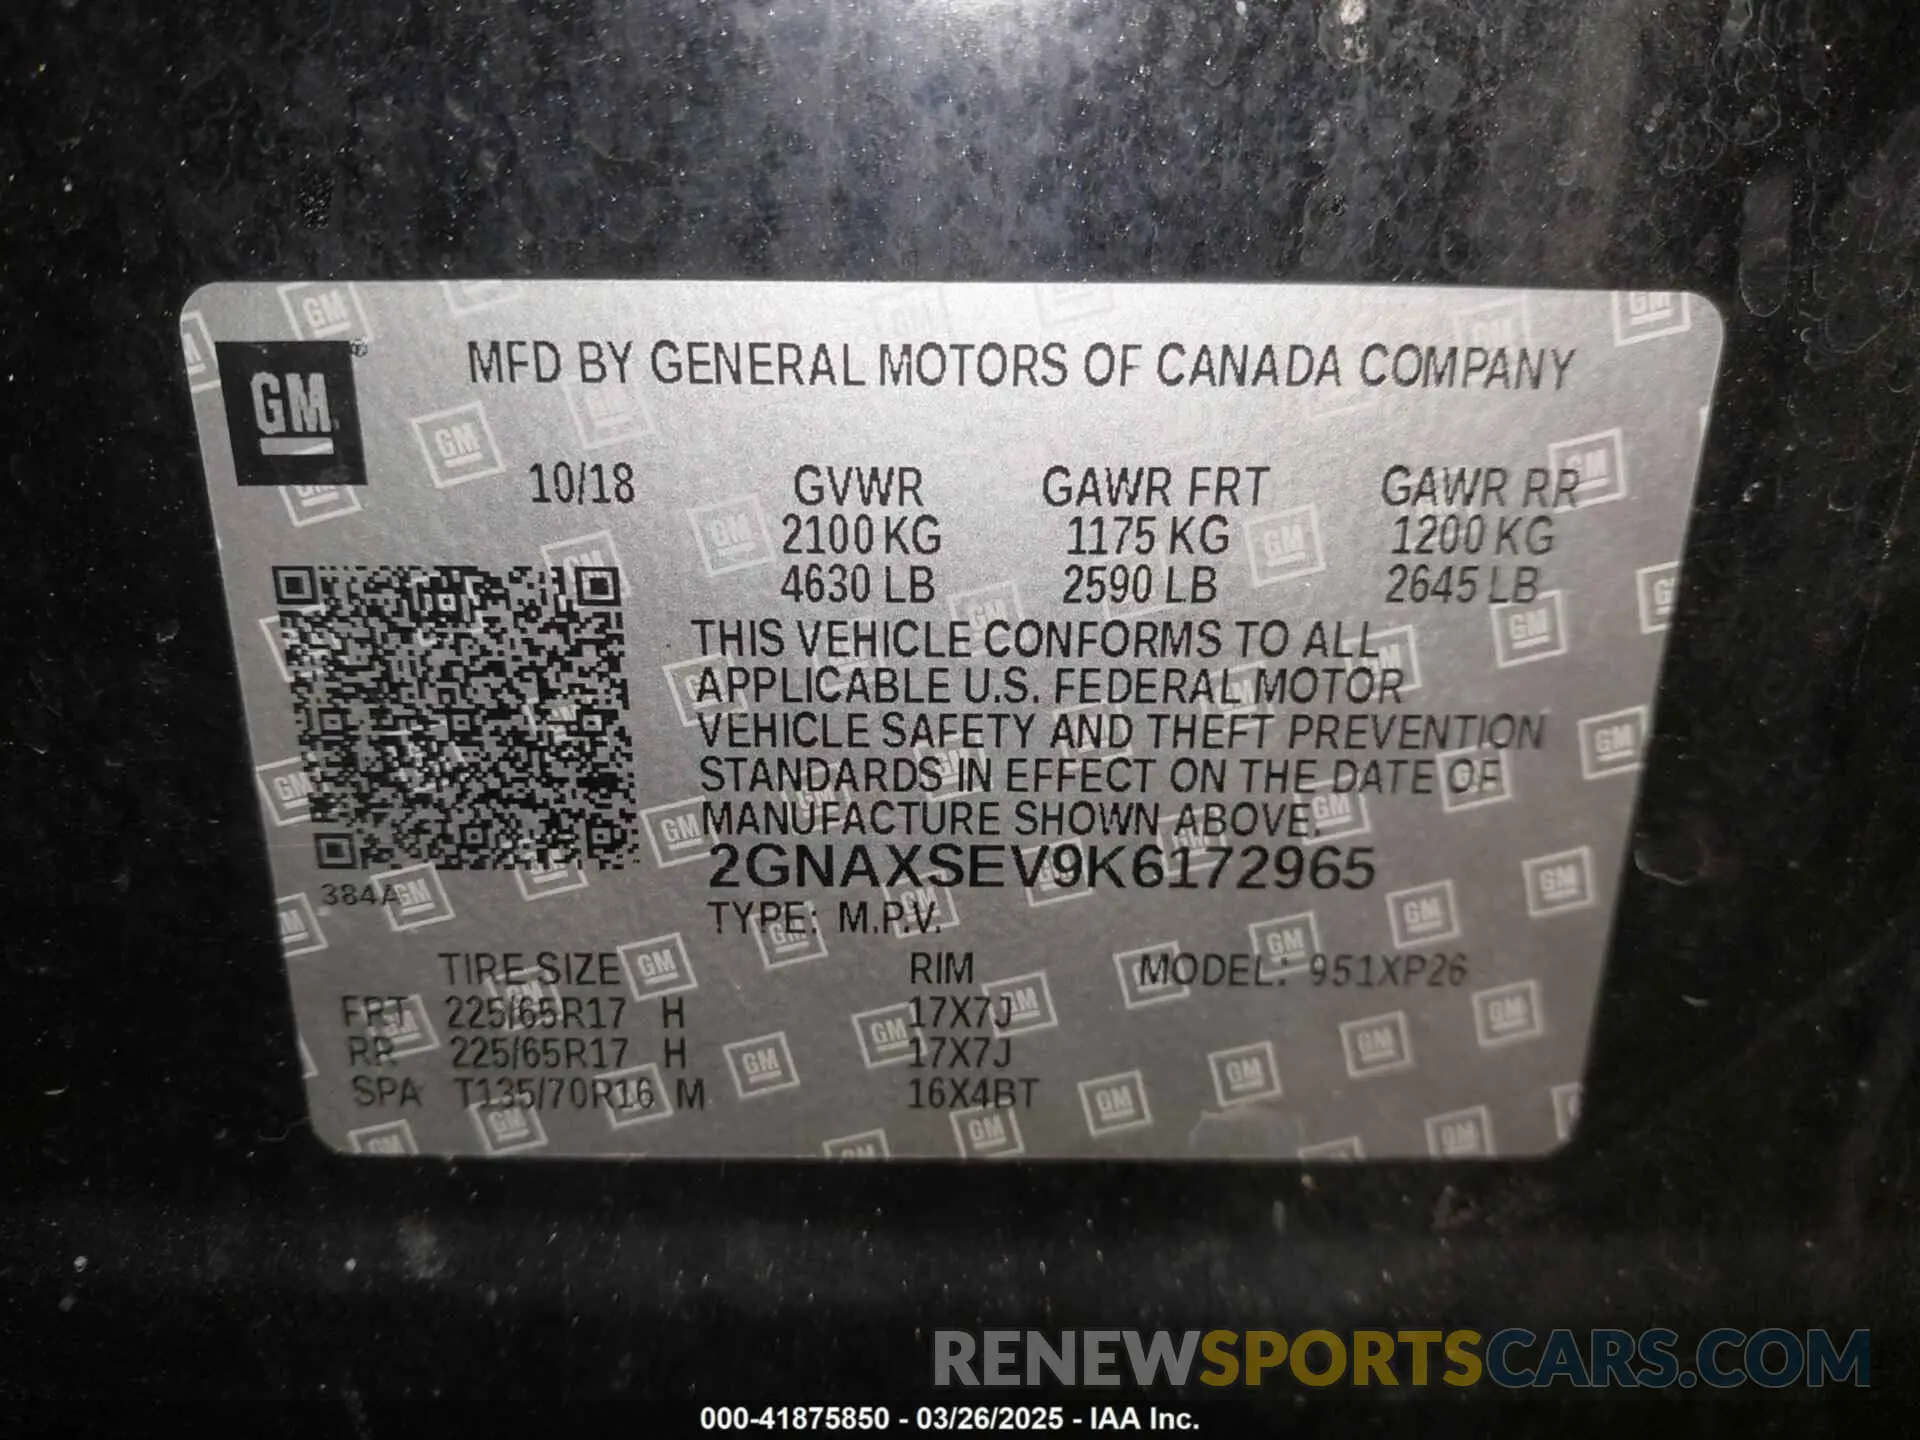 GM
MFD BY GENERAL MOTORS OF CANADA COMPANY
10/18 GVWR GAWR FRT GAWR RR
2100 KG 1175 KG 1200 KG
4630 LB 2590 LB 2645 LB
THIS VEHICLE CONFORMS TO ALL
APPLICABLE U.S. FEDERAL MOTOR
VEHICLE SAFETY AND THEFT PREVENTION
STANDARDS IN EFFECT ON THE DATE OF
MANUFACTURE SHOWN ABOVE.
2GNAXSEV9K6172965
384A
TYPE: M.P.V.
TIRE SIZE RIM MODEL: 951XP26
FRT 225/65R17 H 17X7J
RR 225/65R17 H 17X7J
SPA T135/70R16 M 16X4BT
RENEWSPORTSCARS.COM
000-41875850 - 03/26/2025 - IAA Inc.